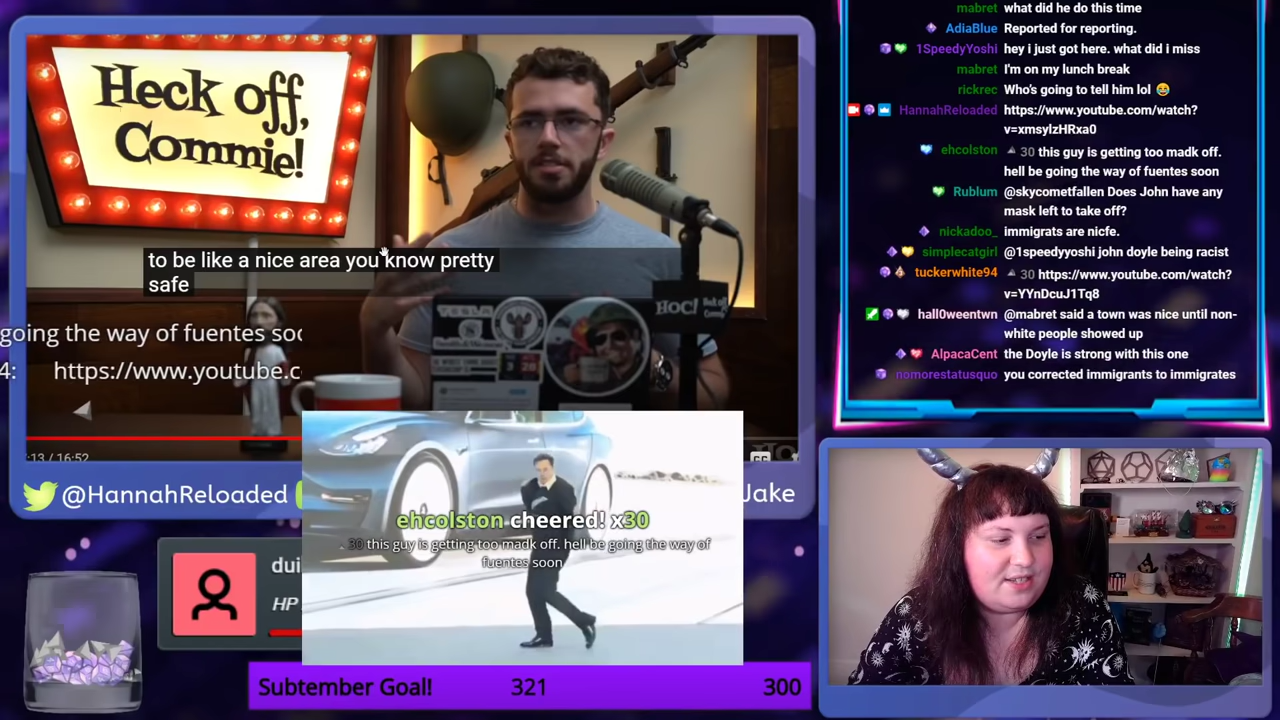 Heck off,
Commie!
HOC!
to be like a nice area you know pretty
safe
going the way of fuentes soo
4: https://www.youtube.c
:13 / 16:52
@HannahReloaded
Jake
dui
HP
ehcolston cheered! x30
30 this guy is getting too madk off. hell be going the way of
fuentes soon
Subtember Goal! 321 300
mabret what did he do this time
AdiaBlue Reported for reporting.
1SpeedyYoshi hey i just got here. what did i miss
mabret I'm on my lunch break
rickrec Who's going to tell him lol 😂
HannahReloaded https://www.youtube.com/watch?
v=xmsylzHRxa0
ehcolston 30 this guy is getting too madk off.
hell be going the way of fuentes soon
Rublum @skycometfallen Does John have any
mask left to take off?
nickadoo_ immigrats are nicfe.
simplecatgirl @1speedyyoshi john doyle being racist
tuckerwhite94 30 https://www.youtube.com/watch?
v=YYnDcuJ1Tq8
hall0weentwn @mabret said a town was nice until non-
white people showed up
AlpacaCent the Doyle is strong with this one
nomorestatusquo you corrected immigrants to immigrates